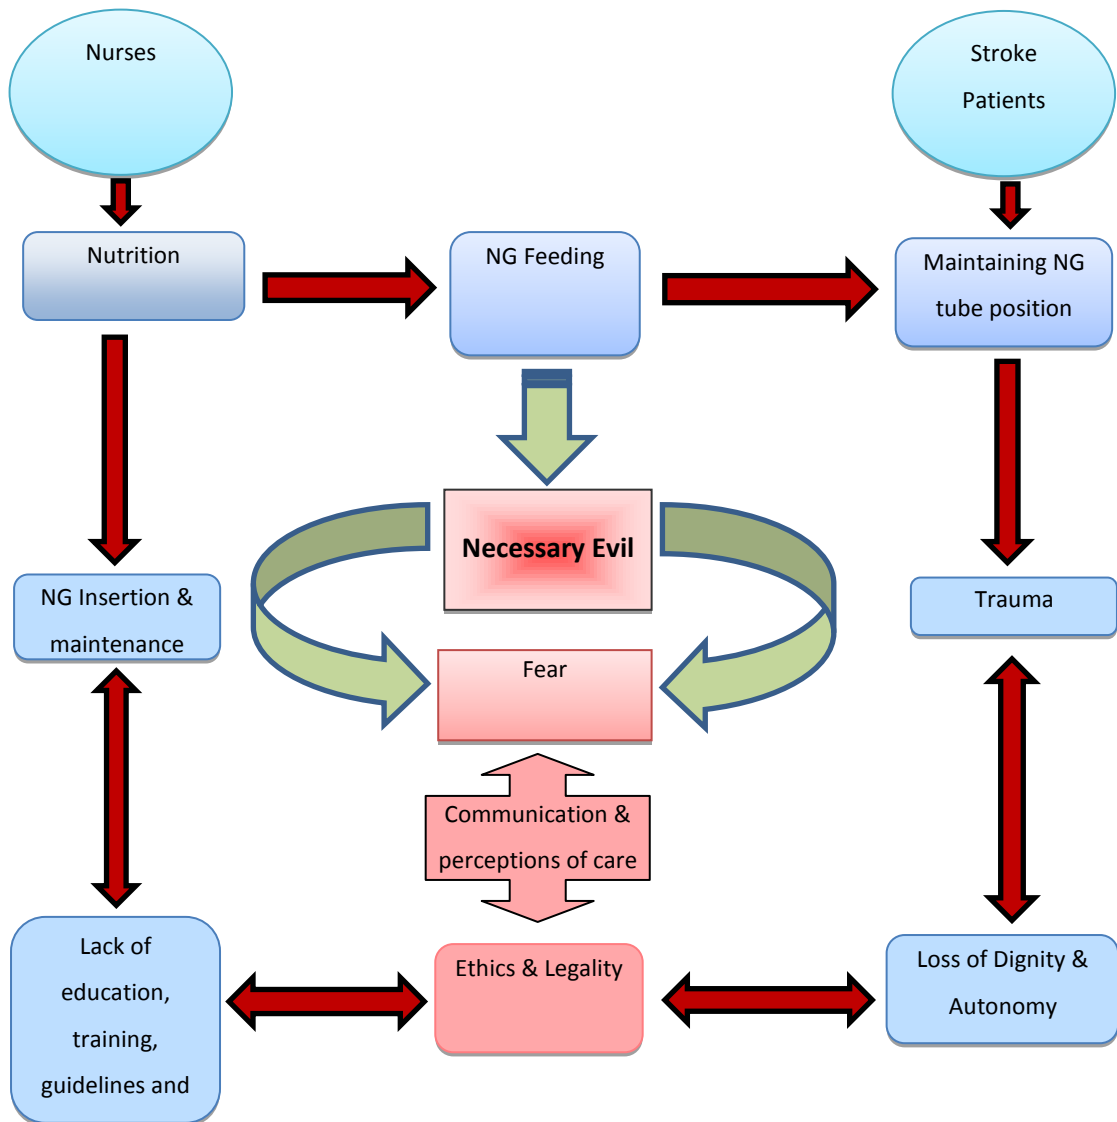 Nurses
Stroke
Patients
Nutrition
NG Feeding
Maintaining NG
tube position
Necessary Evil
NG Insertion &
maintenance
Trauma
Fear
Communication &
perceptions of care
Lack of
education,
training,
guidelines and
Ethics & Legality
Loss of Dignity &
Autonomy